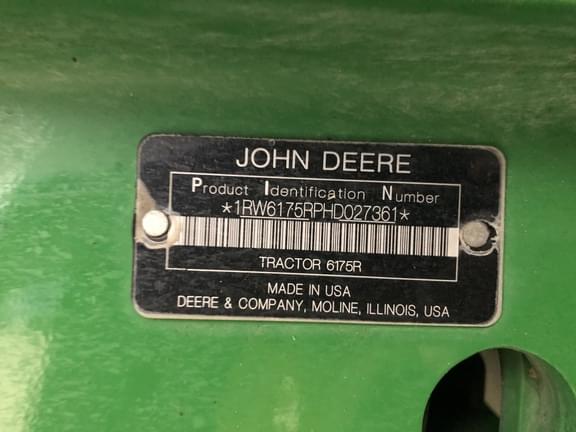 JOHN DEERE
Product Identification Number
*1RW6175RPHD027361*
TRACTOR 6175R
MADE IN USA
DEERE & COMPANY, MOLINE, ILLINOIS, USA